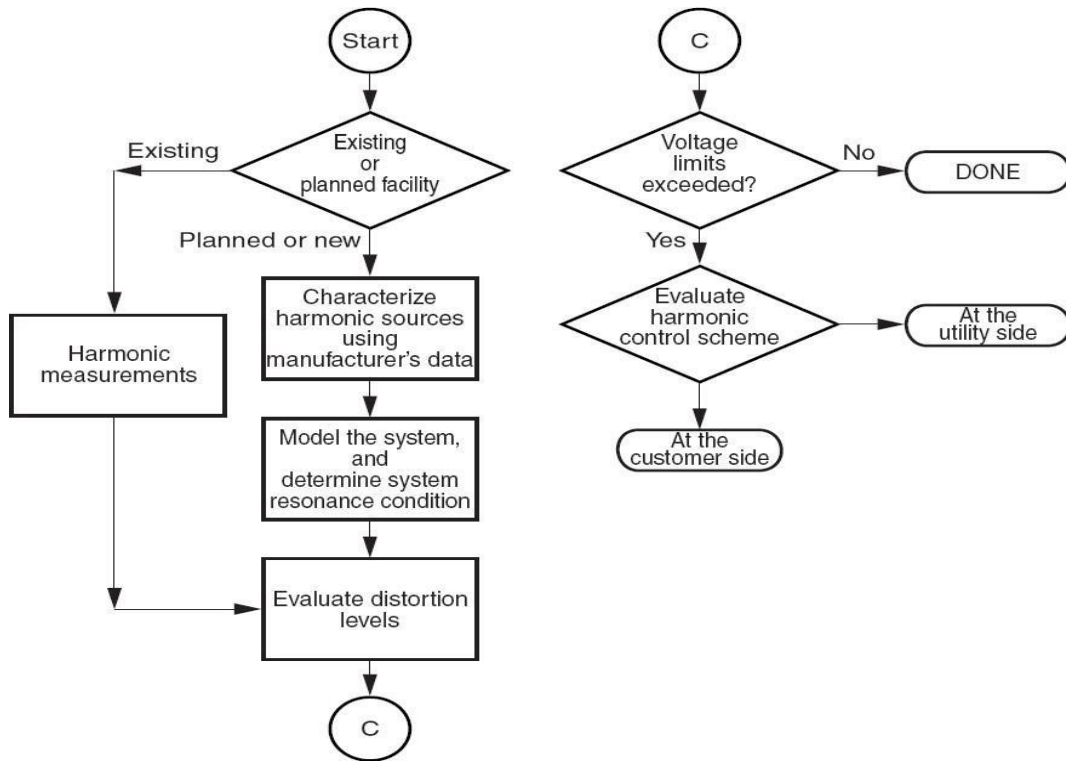 Start
Existing
or
planned facility
Existing
Planned or new
Characterize
harmonic sources
using
manufacturer's data
Harmonic
measurements
Model the system,
and
determine system
resonance condition
Evaluate distortion
levels
C
C
Voltage
limits
exceeded?
No
DONE
Yes
Evaluate
harmonic
control scheme
At the
utility side
At the
customer side